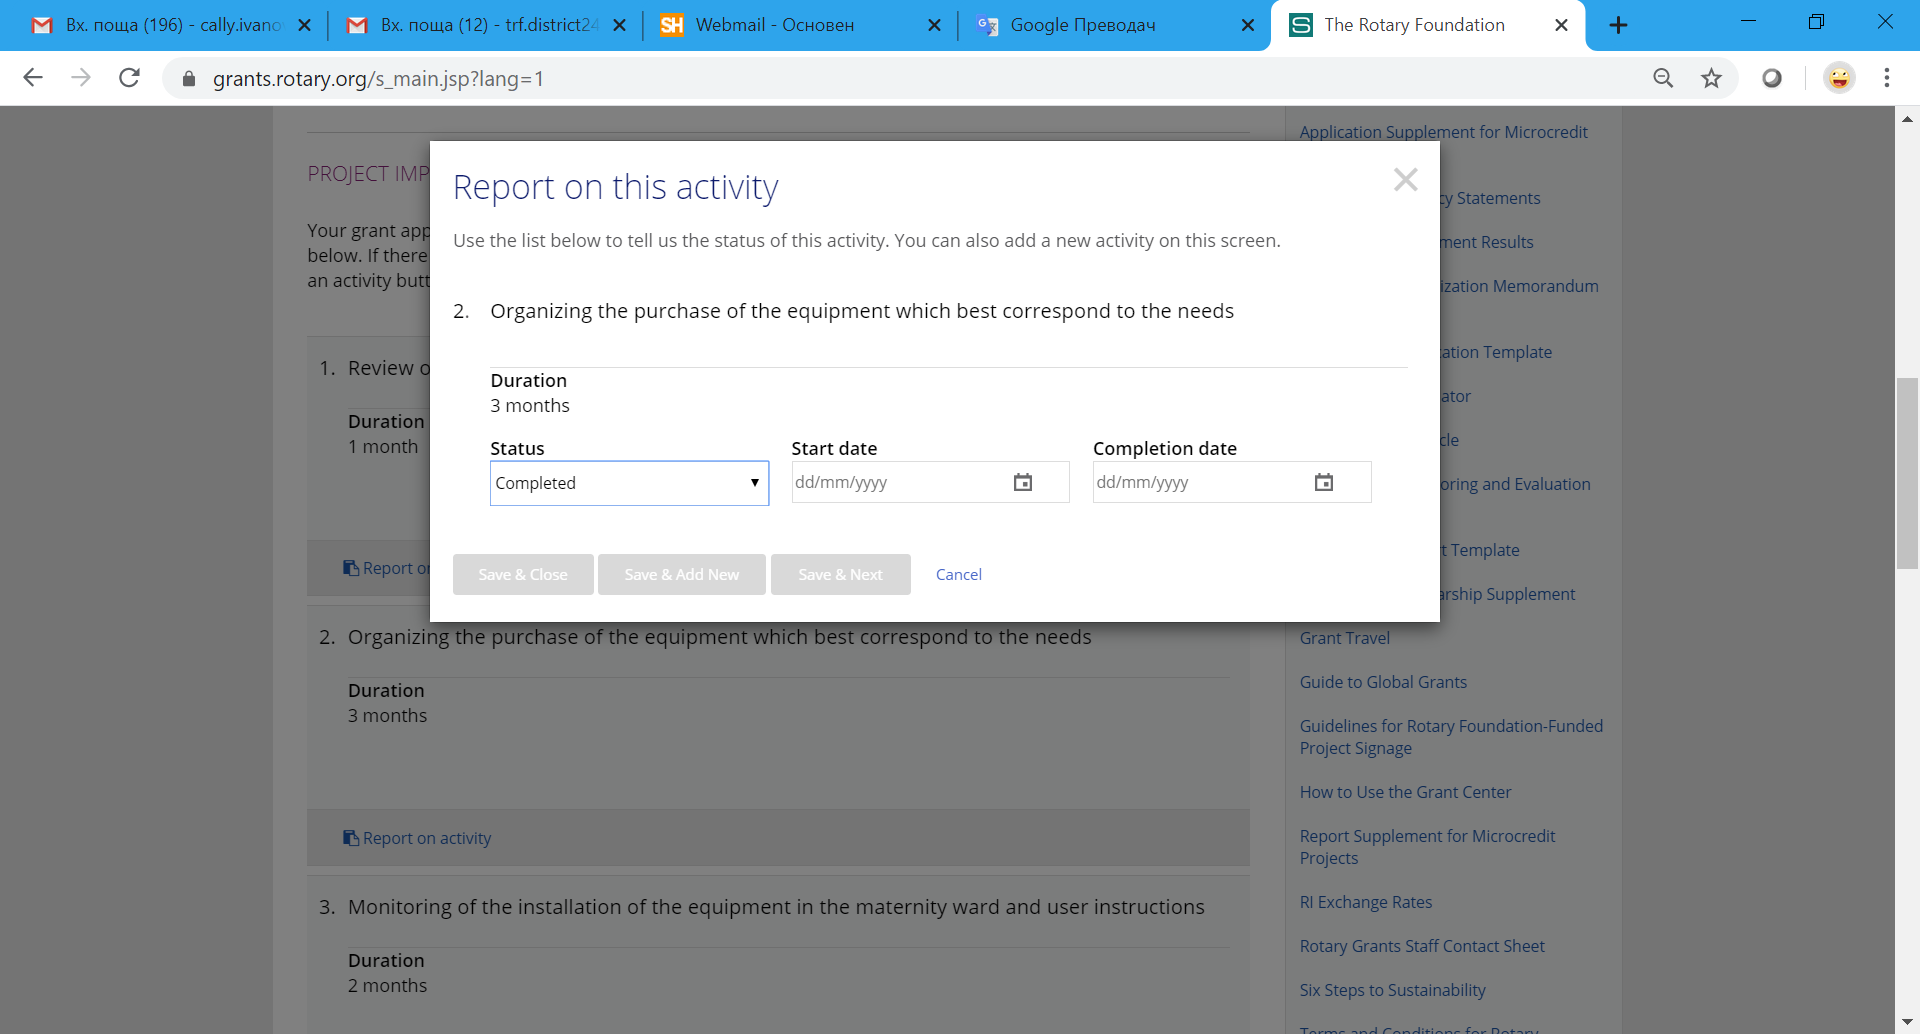 Вх. поща (196) - cally.ivano
Вх. поща (12) - trf.district24
SH Webmail - Основен
Google Преводач
S The Rotary Foundation
grants.rotary.org/s_main.jsp?lang=1
Application Supplement for Microcredit
PROJECT IMP
Report on this activity
cy Statements
Your grant app
below. If there
an activity butt
Use the list below to tell us the status of this activity. You can also add a new activity on this screen.
ment Results
ization Memorandum
2. Organizing the purchase of the equipment which best correspond to the needs
ation Template
1. Review o
Duration
1 month
Duration
3 months
ator
cle
Status
Start date
Completion date
Completed
dd/mm/yyyy
dd/mm/yyyy
oring and Evaluation
t Template
Report on
Save & Close
Save & Add New
Save & Next
Cancel
arship Supplement
2. Organizing the purchase of the equipment which best correspond to the needs
Duration
3 months
Report on activity
3. Monitoring of the installation of the equipment in the maternity ward and user instructions
Duration
2 months
Grant Travel
Guide to Global Grants
Guidelines for Rotary Foundation-Funded
Project Signage
How to Use the Grant Center
Report Supplement for Microcredit
Projects
RI Exchange Rates
Rotary Grants Staff Contact Sheet
Six Steps to Sustainability
Terms and Conditions for Rotary